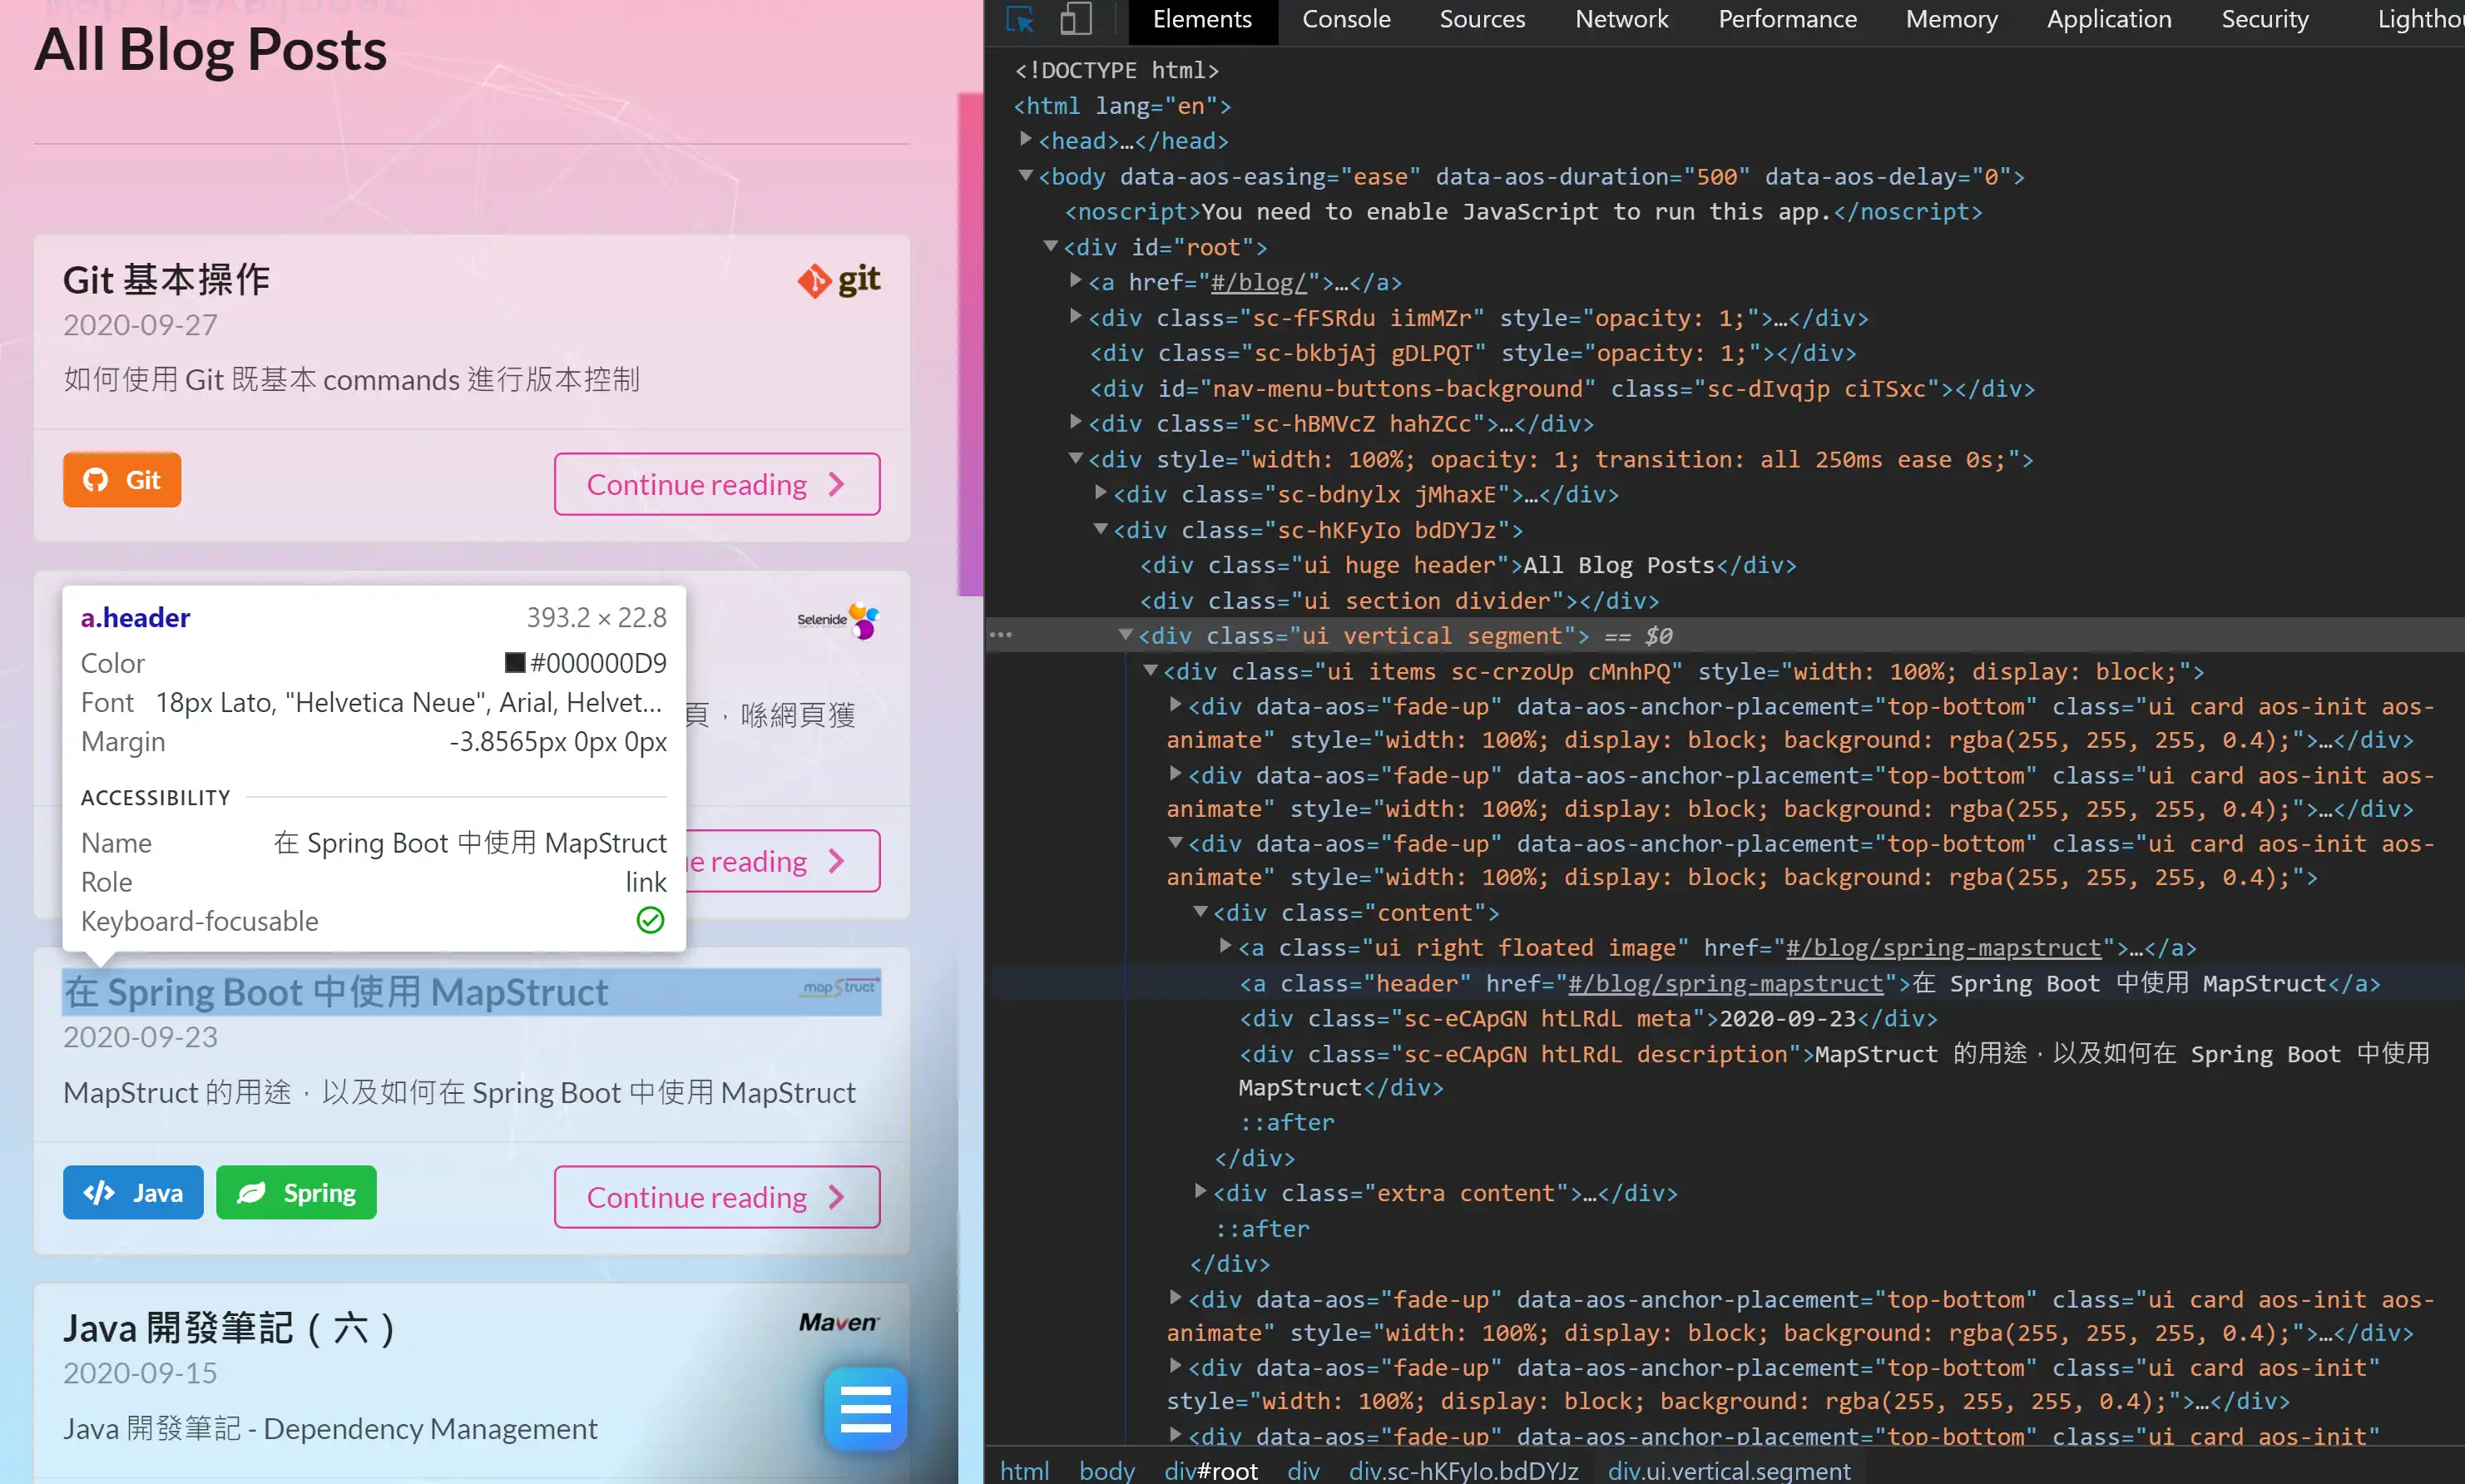 All Blog Posts
Git 基本操作
git
2020-09-27
如何使用 Git 既基本 commands 進行版本控制
Git
Continue reading
Selenide
頁，喺網頁獲
e reading
a.header 393.2 × 22.8
Color #000000D9
Font 18px Lato, "Helvetica Neue", Arial, Helvet...
Margin -3.8565px 0px 0px
ACCESSIBILITY
Name 在 Spring Boot 中使用 MapStruct
Role link
Keyboard-focusable
在 Spring Boot 中使用 MapStruct
mapStruct
2020-09-23
MapStruct 的用途，以及如何在 Spring Boot 中使用 MapStruct
Java
Spring
Continue reading
Java 開發筆記（六）
Maven
2020-09-15
Java 開發筆記 - Dependency Management
Elements Console Sources Network Performance Memory Application Security Lighthou
<!DOCTYPE html>
<html lang="en">
<head>…</head>
<body data-aos-easing="ease" data-aos-duration="500" data-aos-delay="0">
<noscript>You need to enable JavaScript to run this app.</noscript>
<div id="root">
<a href="#/blog/">…</a>
<div class="sc-fFSRdu iimMZr" style="opacity: 1;">…</div>
<div class="sc-bkbjAj gDLPQT" style="opacity: 1;"></div>
<div id="nav-menu-buttons-background" class="sc-dIvqjp ciTSxc"></div>
<div class="sc-hBMVcZ hahZCc">…</div>
<div style="width: 100%; opacity: 1; transition: all 250ms ease 0s;">
<div class="sc-bdnylx jMhaxE">…</div>
<div class="sc-hKFyIo bdDYJz">
<div class="ui huge header">All Blog Posts</div>
<div class="ui section divider"></div>
<div class="ui vertical segment"> == $0
<div class="ui items sc-crzoUp cMnhPQ" style="width: 100%; display: block;">
<div data-aos="fade-up" data-aos-anchor-placement="top-bottom" class="ui card aos-init aos-
animate" style="width: 100%; display: block; background: rgba(255, 255, 255, 0.4);">…</div>
<div data-aos="fade-up" data-aos-anchor-placement="top-bottom" class="ui card aos-init aos-
animate" style="width: 100%; display: block; background: rgba(255, 255, 255, 0.4);">…</div>
<div data-aos="fade-up" data-aos-anchor-placement="top-bottom" class="ui card aos-init aos-
animate" style="width: 100%; display: block; background: rgba(255, 255, 255, 0.4);">
<div class="content">
<a class="ui right floated image" href="#/blog/spring-mapstruct">…</a>
<a class="header" href="#/blog/spring-mapstruct">在 Spring Boot 中使用 MapStruct</a>
<div class="sc-eCApGN htLRdL meta">2020-09-23</div>
<div class="sc-eCApGN htLRdL description">MapStruct 的用途，以及如何在 Spring Boot 中使用
MapStruct</div>
::after
</div>
<div class="extra content">…</div>
::after
</div>
<div data-aos="fade-up" data-aos-anchor-placement="top-bottom" class="ui card aos-init aos-
animate" style="width: 100%; display: block; background: rgba(255, 255, 255, 0.4);">…</div>
<div data-aos="fade-up" data-aos-anchor-placement="top-bottom" class="ui card aos-init"
style="width: 100%; display: block; background: rgba(255, 255, 255, 0.4);">…</div>
<div data-aos="fade-up" data-aos-anchor-placement="top-bottom" class="ui card aos-init"
html body div#root div div.sc-hKFyIo.bdDYJz div.ui.vertical.segment